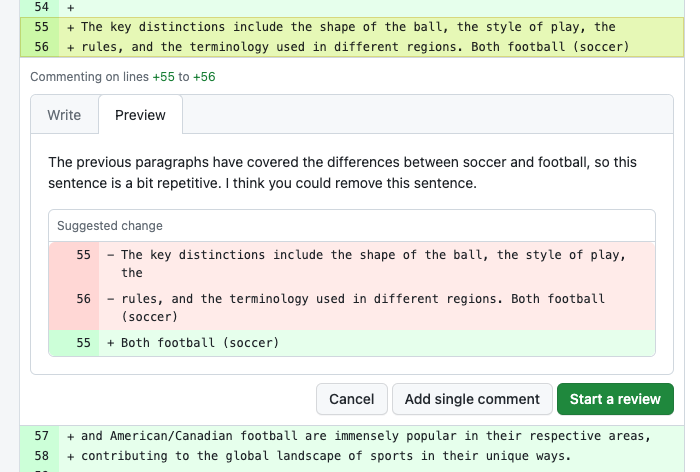 54 +
55 + The key distinctions include the shape of the ball, the style of play, the
56 + rules, and the terminology used in different regions. Both football (soccer)
Commenting on lines +55 to +56
Write Preview
The previous paragraphs have covered the differences between soccer and football, so this
sentence is a bit repetitive. I think you could remove this sentence.
Suggested change
55 - The key distinctions include the shape of the ball, the style of play,
the
56 - rules, and the terminology used in different regions. Both football
(soccer)
55 + Both football (soccer)
Cancel Add single comment Start a review
57 + and American/Canadian football are immensely popular in their respective areas,
58 + contributing to the global landscape of sports in their unique ways.